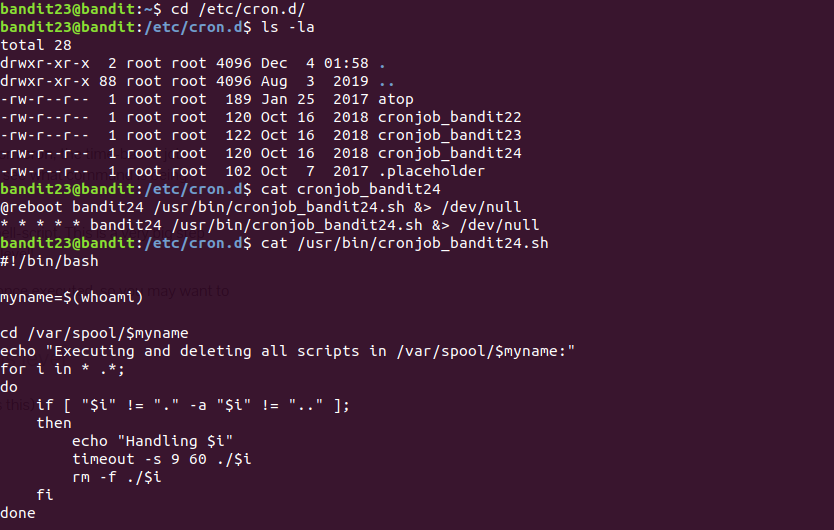 bandit23@bandit:~$ cd /etc/cron.d/
bandit23@bandit:/etc/cron.d$ ls -la
total 28
drwxr-xr-x  2 root root 4096 Dec  4 01:58 .
drwxr-xr-x 88 root root 4096 Aug  3  2019 ..
-rw-r--r--  1 root root  189 Jan 25  2017 atop
-rw-r--r--  1 root root  120 Oct 16  2018 cronjob_bandit22
-rw-r--r--  1 root root  122 Oct 16  2018 cronjob_bandit23
-rw-r--r--  1 root root  120 Oct 16  2018 cronjob_bandit24
-rw-r--r--  1 root root  102 Oct  7  2017 .placeholder
bandit23@bandit:/etc/cron.d$ cat cronjob_bandit24
@reboot bandit24 /usr/bin/cronjob_bandit24.sh &> /dev/null
* * * * * bandit24 /usr/bin/cronjob_bandit24.sh &> /dev/null
bandit23@bandit:/etc/cron.d$ cat /usr/bin/cronjob_bandit24.sh
#!/bin/bash
may want to
myname=$(whoami)
cd /var/spool/$myname
echo "Executing and deleting all scripts in /var/spool/$myname:"
for i in * .*;
do
this)
    if [ "$i" != "." -a "$i" != ".." ];
    then
        echo "Handling $i"
        timeout -s 9 60 ./$i
        rm -f ./$i
    fi
done